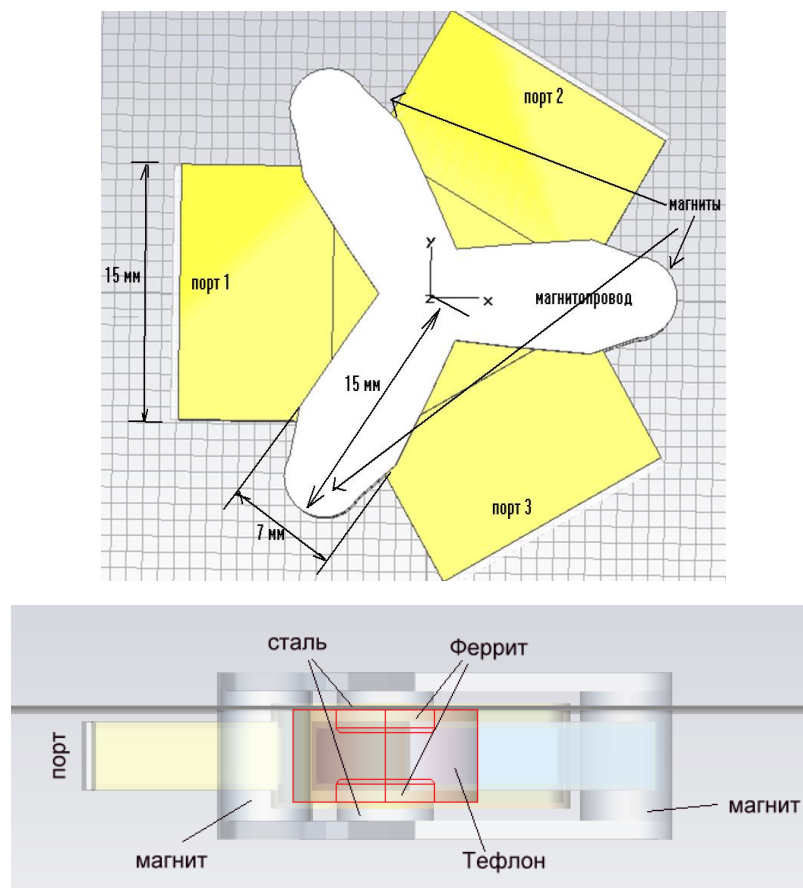 порт 2
магниты
15 мм
порт 1
y
z
x
магнитопровод
15 мм
порт 3
7 мм
сталь
Феррит
порт
магнит
магнит
Тефлон